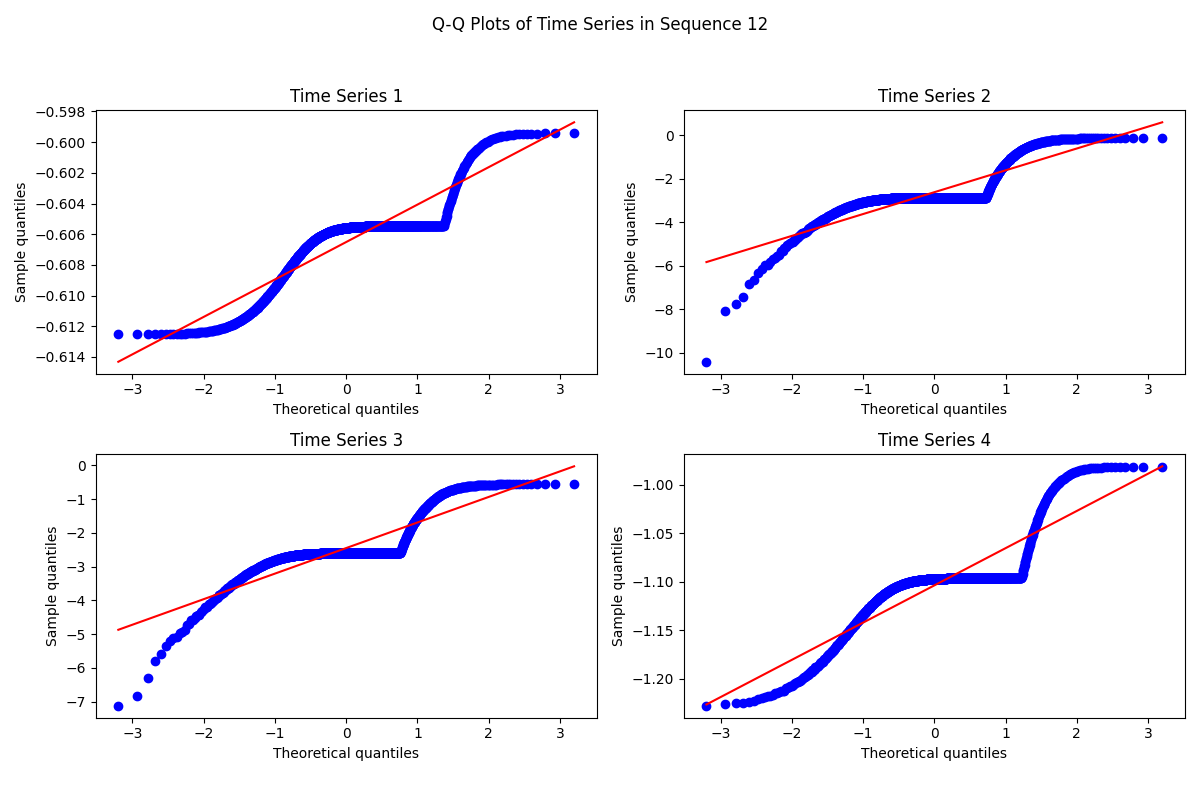 Q-Q Plots of Time Series in Sequence 12
Time Series 1
−0.598
−0.600
−0.602
−0.604
−0.606
−0.608
−0.610
−0.612
−0.614
Sample quantiles
−3 −2 −1 0 1 2 3
Theoretical quantiles
Time Series 2
0
−2
−4
−6
−8
−10
Sample quantiles
−3 −2 −1 0 1 2 3
Theoretical quantiles
Time Series 3
0
−1
−2
−3
−4
−5
−6
−7
Sample quantiles
−3 −2 −1 0 1 2 3
Theoretical quantiles
Time Series 4
−1.00
−1.05
−1.10
−1.15
−1.20
Sample quantiles
−3 −2 −1 0 1 2 3
Theoretical quantiles